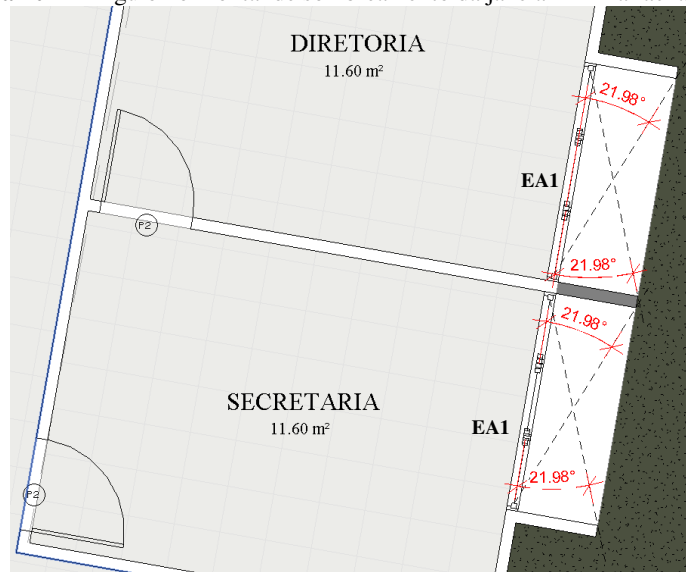 DIRETORIA
11.60 m²
21.98°
EA1
P2
21.98°
21.98°
SECRETARIA
11.60 m²
EA1
21.98°
P2